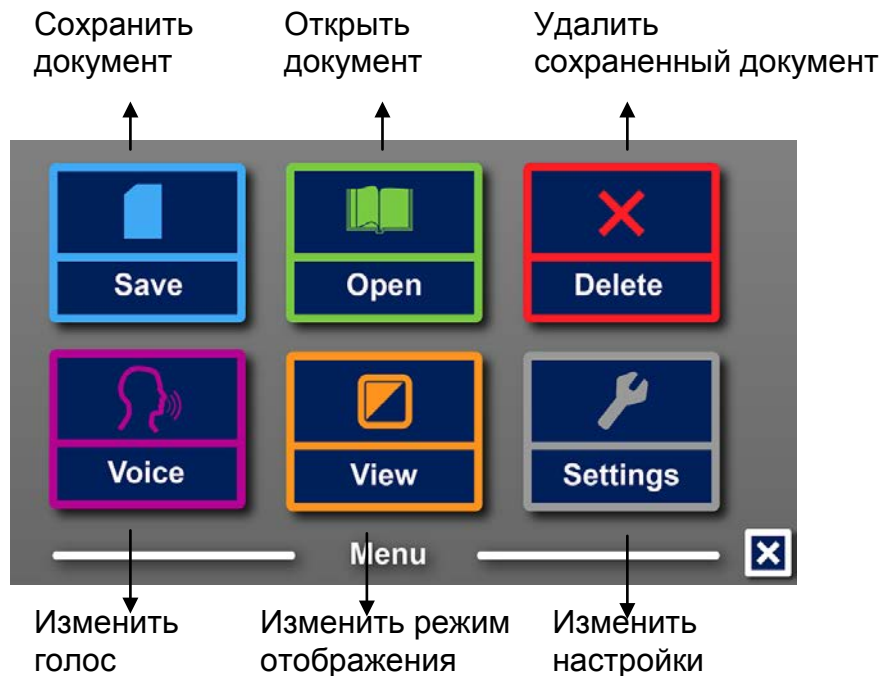 Сохранить
документ
Открыть
документ
Удалить
сохраненный документ
Save
Open
Delete
Voice
View
Settings
Menu
Изменить
голос
Изменить режим
отображения
Изменить
настройки